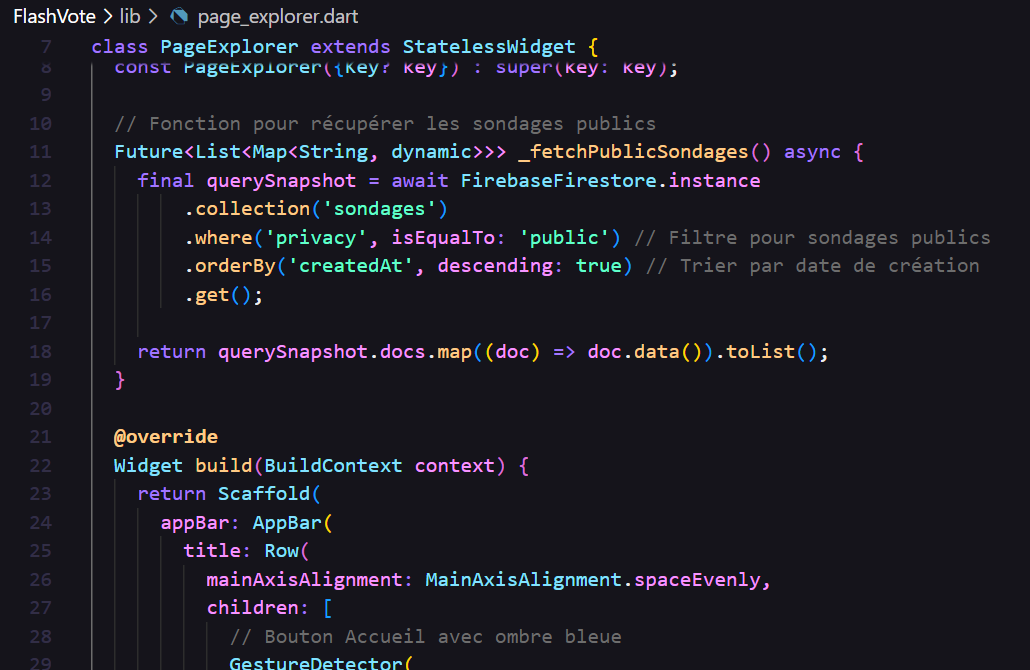 FlashVote > lib > page_explorer.dart
7 class PageExplorer extends StatelessWidget {
8 const PageExplorer({Key? key}) : super(key: key);
9
10 // Fonction pour récupérer les sondages publics
11 Future<List<Map<String, dynamic>>> _fetchPublicSondages() async {
12 final querySnapshot = await FirebaseFirestore.instance
13 .collection('sondages')
14 .where('privacy', isEqualTo: 'public') // Filtre pour sondages publics
15 .orderBy('createdAt', descending: true) // Trier par date de création
16 .get();
17
18 return querySnapshot.docs.map((doc) => doc.data()).toList();
19 }
20
21 @override
22 Widget build(BuildContext context) {
23 return Scaffold(
24 appBar: AppBar(
25 title: Row(
26 mainAxisAlignment: MainAxisAlignment.spaceEvenly,
27 children: [
28 // Bouton Accueil avec ombre bleue
29 GestureDetector(